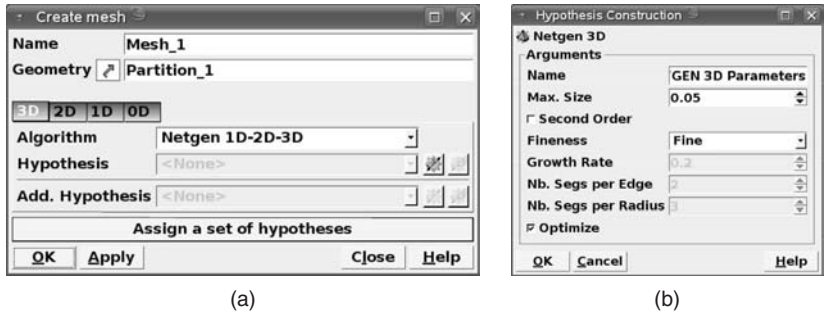 Create mesh
Name Mesh_1
Geometry Partition_1
3D 2D 1D 0D
Algorithm Netgen 1D-2D-3D
Hypothesis <None>
Add. Hypothesis <None>
Assign a set of hypotheses
OK Apply Close Help
(a)
Hypothesis Construction
Netgen 3D
Arguments
Name GEN 3D Parameters
Max. Size 0.05
Second Order
Fineness Fine
Growth Rate 0.2
Nb. Segs per Edge 2
Nb. Segs per Radius 3
Optimize
OK Cancel Help
(b)